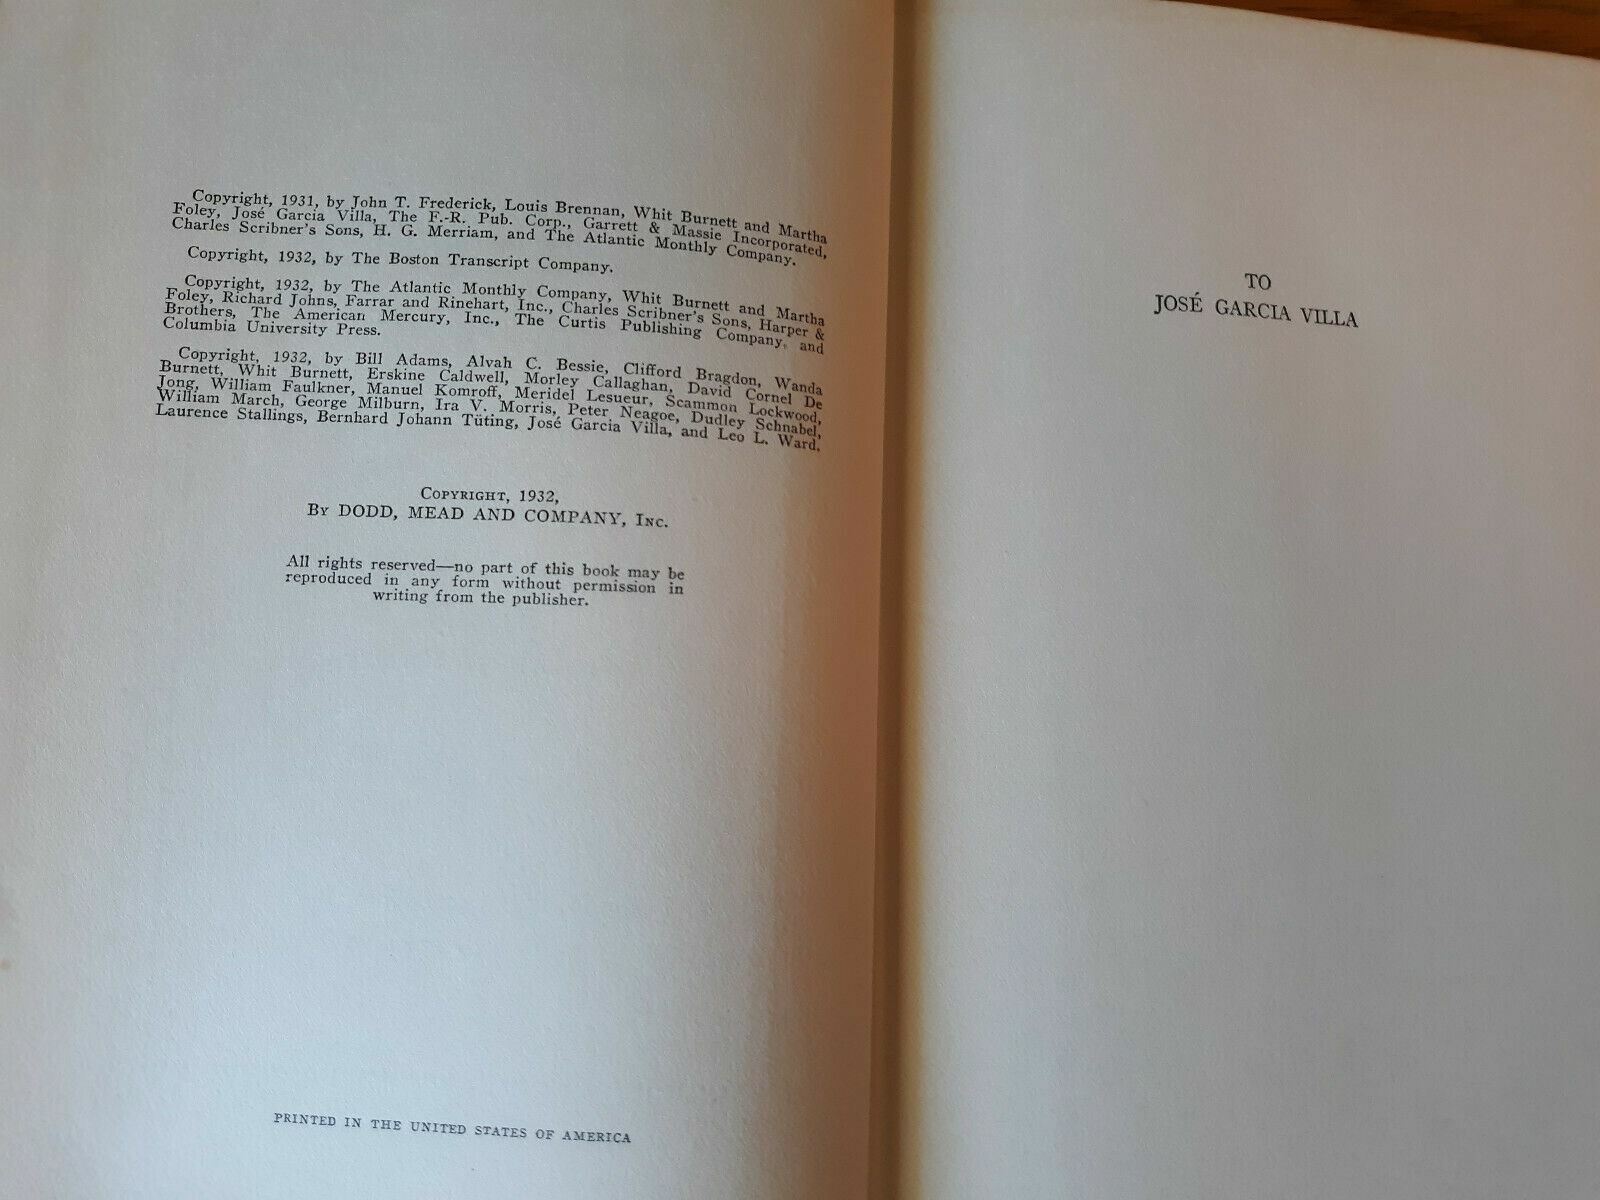 Copyright, 1931, by John T. Frederick, Louis Brennan, Whit Burnett and Martha
Foley, José Garcia Villa, The F.-R. Pub. Corp., Garrett & Massie Incorporated,
Charles Scribner's Sons, H. G. Merriam, and The Atlantic Monthly Company.
Copyright, 1932, by The Boston Transcript Company.
Copyright, 1932, by The Atlantic Monthly Company, Whit Burnett and Martha
Foley, Richard Johns, Farrar and Rinehart, Inc., Charles Scribner's Sons, Harper &
Brothers, The American Mercury, Inc., The Curtis Publishing Company, and
Columbia University Press.
Copyright, 1932, by Bill Adams, Alvah C. Bessie, Clifford Bragdon, Wanda
Burnett, Whit Burnett, Erskine Caldwell, Morley Callaghan, David Cornel De
Jong, William Faulkner, Manuel Komroff, Meridel Lesueur, Scammon Lockwood,
William March, George Milburn, Ira V. Morris, Peter Neagoe, Dudley Schnabel,
Laurence Stallings, Bernhard Johann Tüting, José Garcia Villa, and Leo L. Ward.
COPYRIGHT, 1932,
BY DODD, MEAD AND COMPANY, INC.
All rights reserved—no part of this book may be
reproduced in any form without permission in
writing from the publisher.
PRINTED IN THE UNITED STATES OF AMERICA
TO
JOSÉ GARCIA VILLA